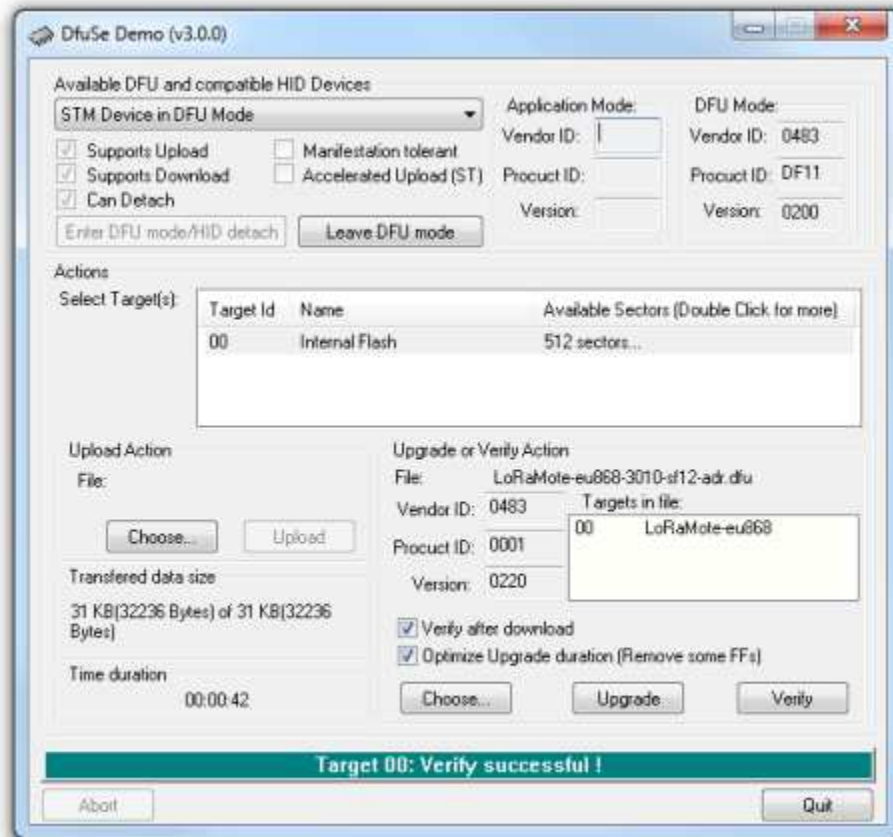 DfuSe Demo (v3.0.0)
Available DFU and compatible HID Devices
STM Device in DFU Mode
Supports Upload
Manifestation tolerant
Supports Download
Accelerated Upload (ST)
Can Detach
Enter DFU mode/HID detach
Leave DFU mode
Application Mode:
Vendor ID:
Procuct ID:
Version:
DFU Mode:
Vendor ID: 0483
Procuct ID: DF11
Version: 0200
Actions
Select Target(s):
Target Id Name Available Sectors (Double Click for more)
00 Internal Flash 512 sectors...
Upload Action
File:
Choose... Upload
Transfered data size
31 KB(32236 Bytes) of 31 KB(32236
Bytes)
Time duration
00:00:42
Upgrade or Verify Action
File: LoRaMote-eu868-3010-sf12-adr.dfu
Vendor ID: 0483
Procuct ID: 0001
Version: 0220
Targets in file:
00 LoRaMote-eu868
Verify after download
Optimize Upgrade duration (Remove some FFs)
Choose... Upgrade Verify
Target 00: Verify successful !
Abort Quit